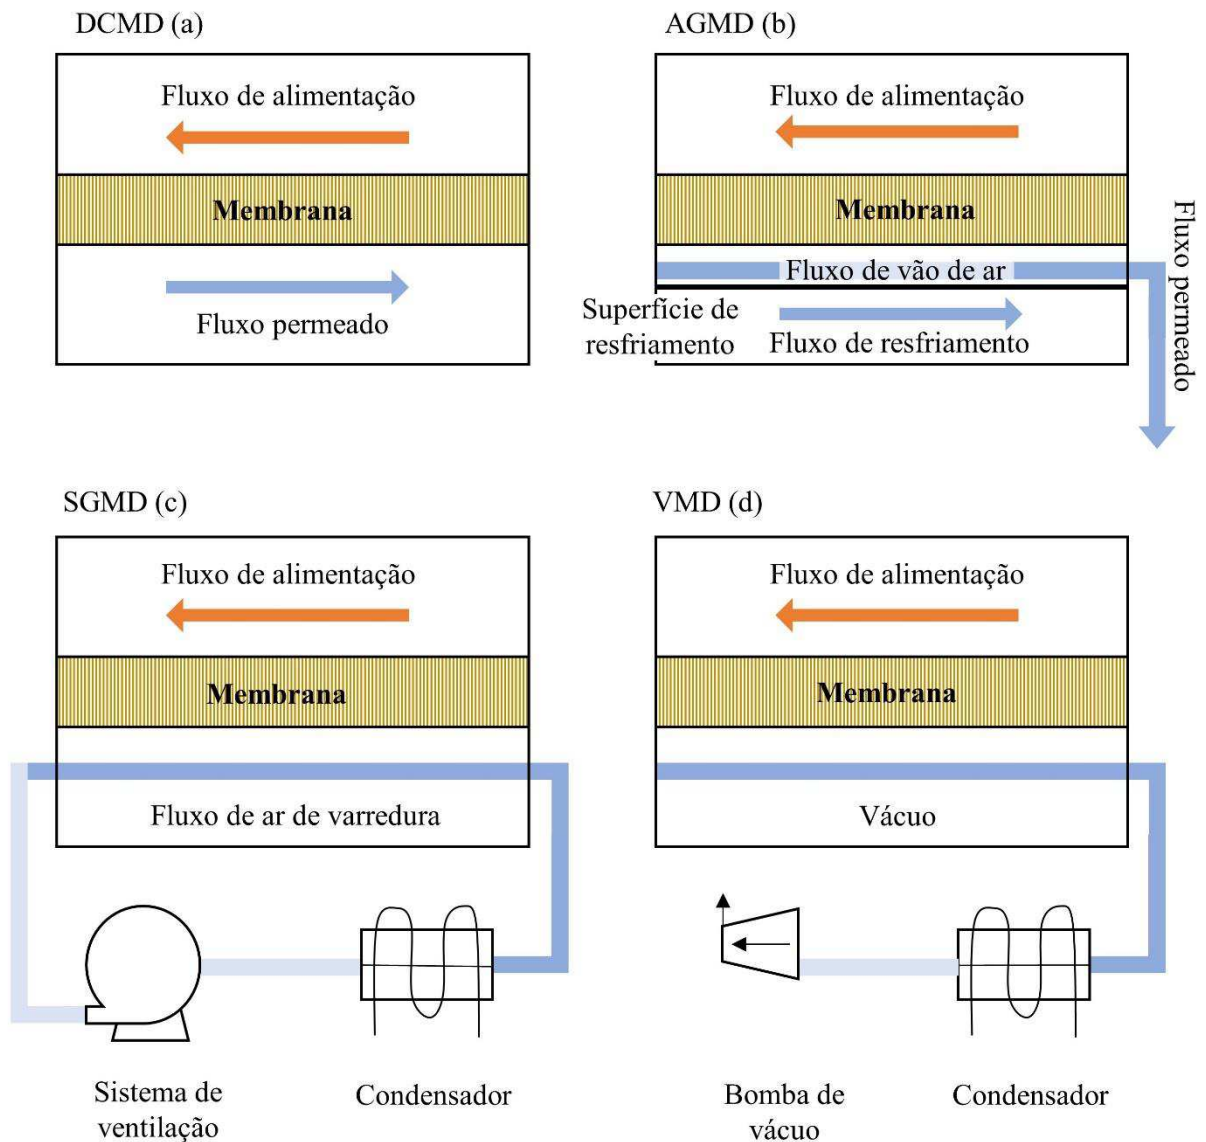 DCMD (a)
Fluxo de alimentação
Membrana
Fluxo permeado
AGMD (b)
Fluxo de alimentação
Membrana
Fluxo de vão de ar
Superfície de
resfriamento
Fluxo de resfriamento
Fluxo permeado
SGMD (c)
Fluxo de alimentação
Membrana
Fluxo de ar de varredura
Sistema de
ventilação
Condensador
VMD (d)
Fluxo de alimentação
Membrana
Vácuo
Bomba de
vácuo
Condensador